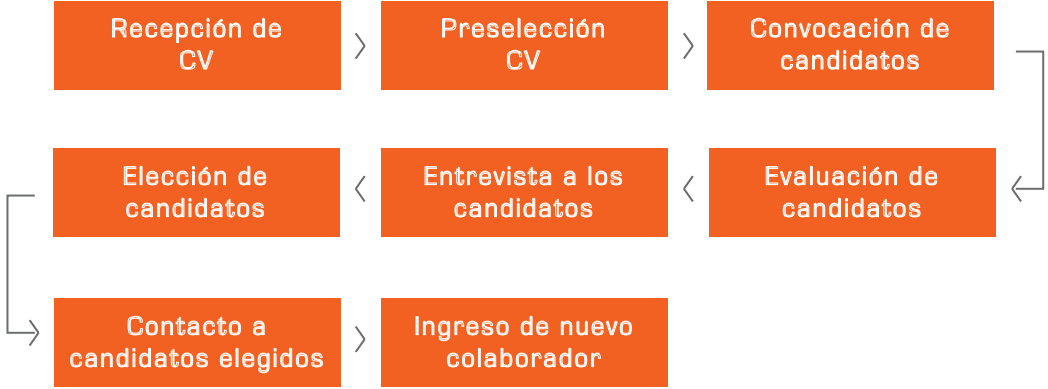 Recepción de
CV
Preselección
CV
Convocación de
candidatos
Evaluación de
candidatos
Entrevista a los
candidatos
Elección de
candidatos
Contacto a
candidatos elegidos
Ingreso de nuevo
colaborador